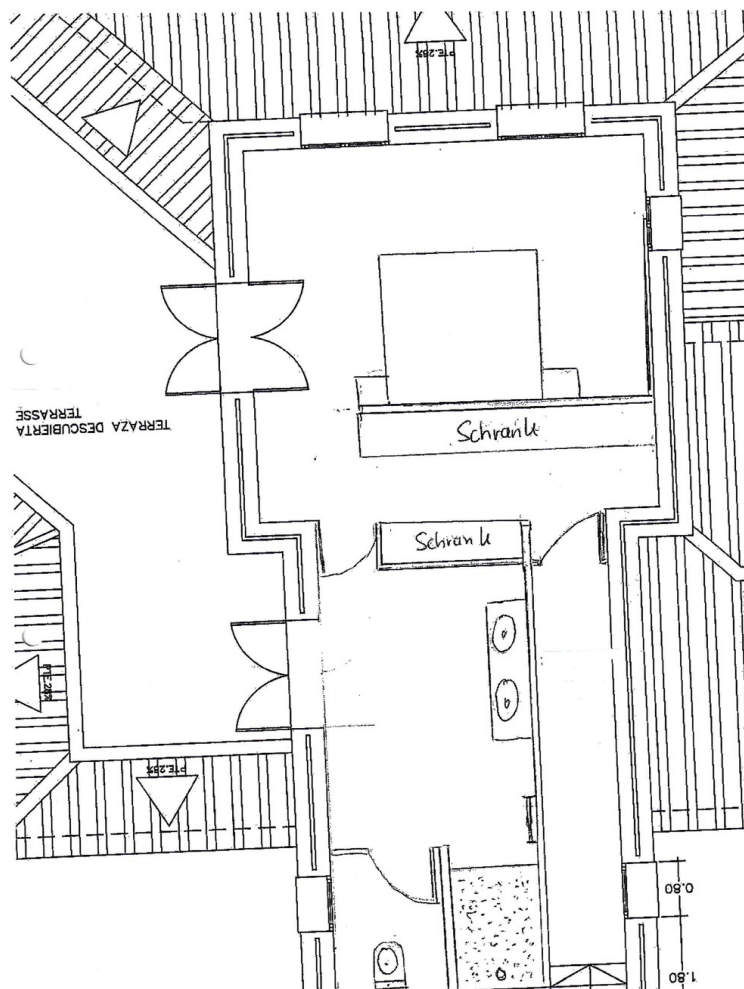 PTE.28%
TERRAZA DESCUBIERTA
TERRASSE
Schrank
Schrank
PTE.28%
PTE.28%
0.80
1.80